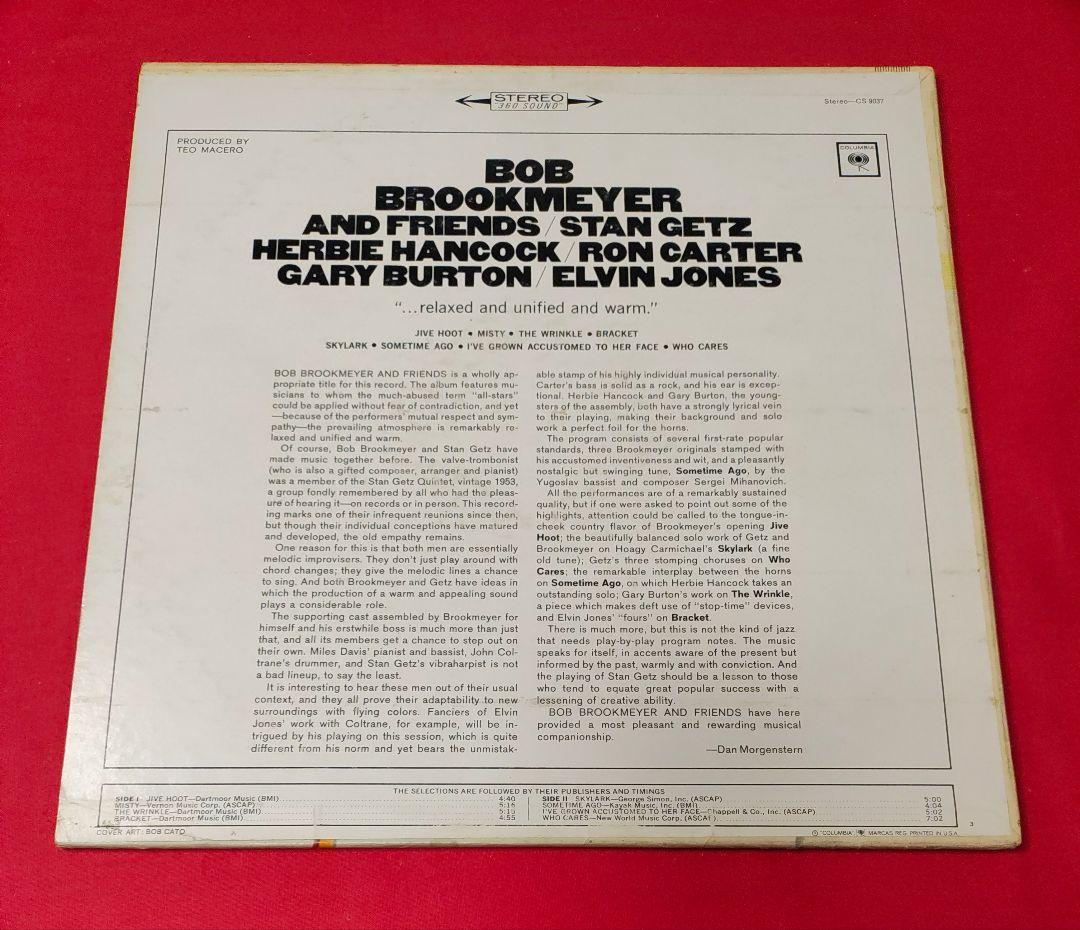 STEREO
"360 SOUND"
Stereo—CS 9037
PRODUCED BY
TEO MACERO
COLUMBIA
BOB
BROOKMEYER
AND FRIENDS / STAN GETZ
HERBIE HANCOCK / RON CARTER
GARY BURTON / ELVIN JONES
"...relaxed and unified and warm."
JIVE HOOT • MISTY • THE WRINKLE • BRACKET
SKYLARK • SOMETIME AGO • I'VE GROWN ACCUSTOMED TO HER FACE • WHO CARES
BOB BROOKMEYER AND FRIENDS is a wholly ap-
propriate title for this record. The album features mu-
sicians to whom the much-abused term "all-stars"
could be applied without fear of contradiction, and yet
—because of the performers' mutual respect and sym-
pathy—the prevailing atmosphere is remarkably re-
laxed and unified and warm.
Of course, Bob Brookmeyer and Stan Getz have
made music together before. The valve-trombonist
(who is also a gifted composer, arranger and pianist)
was a member of the Stan Getz Quintet, vintage 1953,
a group fondly remembered by all who had the pleas-
ure of hearing it—on records or in person. This record-
ing marks one of their infrequent reunions since then,
but though their individual conceptions have matured
and developed, the old empathy remains.
One reason for this is that both men are essentially
melodic improvisers. They don't just play around with
chord changes; they give the melodic lines a chance
to sing. And both Brookmeyer and Getz have ideas in
which the production of a warm and appealing sound
plays a considerable role.
The supporting cast assembled by Brookmeyer for
himself and his erstwhile boss is much more than just
that, and all its members get a chance to step out on
their own. Miles Davis' pianist and bassist, John Col-
trane's drummer, and Stan Getz's vibraharpist is not
a bad lineup, to say the least.
It is interesting to hear these men out of their usual
context, and they all prove their adaptability to new
surroundings with flying colors. Fanciers of Elvin
Jones' work with Coltrane, for example, will be in-
trigued by his playing on this session, which is quite
different from his norm and yet bears the unmistak-
able stamp of his highly individual musical personality.
Carter's bass is solid as a rock, and his ear is excep-
tional. Herbie Hancock and Gary Burton, the young-
sters of the assembly, both have a strongly lyrical vein
to their playing, making their background and solo
work a perfect foil for the horns.
The program consists of several first-rate popular
standards, three Brookmeyer originals stamped with
his accustomed inventiveness and wit, and a pleasantly
nostalgic but swinging tune, Sometime Ago, by the
Yugoslav bassist and composer Sergei Mihanovich.
All the performances are of a remarkably sustained
quality, but if one were asked to point out some of the
highlights, attention could be called to the tongue-in-
cheek country flavor of Brookmeyer's opening Jive
Hoot; the beautifully balanced solo work of Getz and
Brookmeyer on Hoagy Carmichael's Skylark (a fine
old tune); Getz's three stomping choruses on Who
Cares; the remarkable interplay between the horns
on Sometime Ago, on which Herbie Hancock takes an
outstanding solo; Gary Burton's work on The Wrinkle,
a piece which makes deft use of "stop-time" devices,
and Elvin Jones' "fours" on Bracket.
There is much more, but this is not the kind of jazz
that needs play-by-play program notes. The music
speaks for itself, in accents aware of the present but
informed by the past, warmly and with conviction. And
the playing of Stan Getz should be a lesson to those
who tend to equate great popular success with a
lessening of creative ability.
BOB BROOKMEYER AND FRIENDS have here
provided a most pleasant and rewarding musical
companionship.
—Dan Morgenstern
THE SELECTIONS ARE FOLLOWED BY THEIR PUBLISHERS AND TIMINGS
SIDE I JIVE HOOT—Dartmoor Music (BMI) 4:40
MISTY—Vernon Music Corp. (ASCAP) 5:16
THE WRINKLE—Dartmoor Music (BMI)
BRACKET—Dartmoor Music (BMI) 4:55
SIDE II SKYLARK—George Simon, Inc. (ASCAP) 5:00
SOMETIME AGO—Kayak Music, Inc. (BMI) 4:04
I'VE GROWN ACCUSTOMED TO HER FACE—Chappell & Co., Inc. (ASCAP) 5:02
WHO CARES—New World Music Corp. (ASCAP) 7:02
COVER ART: BOB CATO
3
® "COLUMBIA", MARCAS REG. PRINTED IN U.S.A.